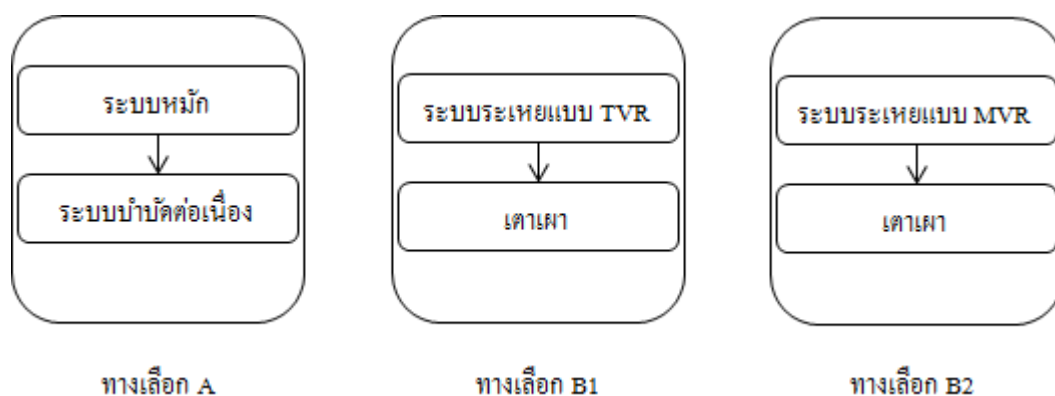 ระบบหมัก
ระบบบำบัดต่อเนื่อง
ทางเลือก A
ระบบระเหยแบบ TVR
เตาเผา
ทางเลือก B1
ระบบระเหยแบบ MVR
เตาเผา
ทางเลือก B2